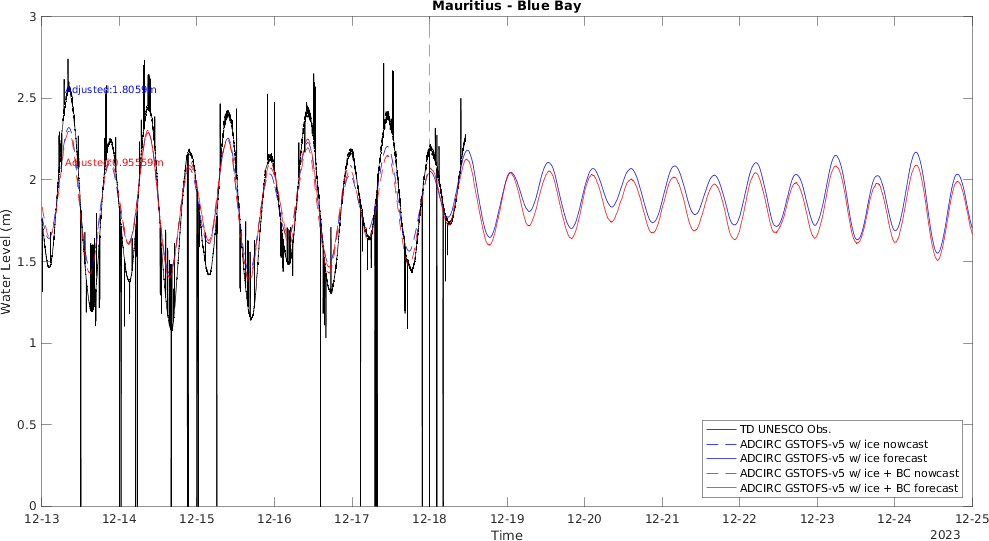 Mauritius - Blue Bay
3
2.5
2
1.5
1
0.5
0
Water Level (m)
Adjusted:1.8059m
Adjusted:0.95559m
TD UNESCO Obs.
ADCIRC GSTOFS-v5 w/ ice nowcast
ADCIRC GSTOFS-v5 w/ ice forecast
ADCIRC GSTOFS-v5 w/ ice + BC nowcast
ADCIRC GSTOFS-v5 w/ ice + BC forecast
12-13 12-14 12-15 12-16 12-17 12-18 12-19 12-20 12-21 12-22 12-23 12-24 12-25
Time
2023